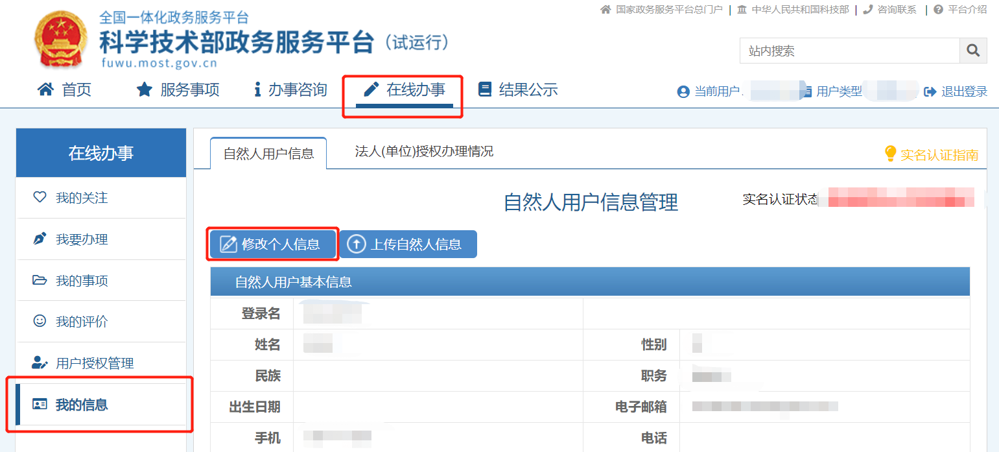 国家政务服务平台总门户 | 中华人民共和国科技部 | 咨询联系 | 平台介绍
全国一体化政务服务平台
科学技术部政务服务平台（试运行）
fuwu.most.gov.cn
站内搜索
首页 服务事项 办事咨询 在线办事 结果公示
当前用户 用户类型 退出登录
在线办事
我的关注
我要办理
我的事项
我的评价
用户授权管理
我的信息
自然人用户信息 法人(单位)授权办理情况
实名认证指南
自然人用户信息管理
实名认证状态
修改个人信息 上传自然人信息
自然人用户基本信息
登录名
姓名 性别
民族 职务
出生日期 电子邮箱
手机 电话